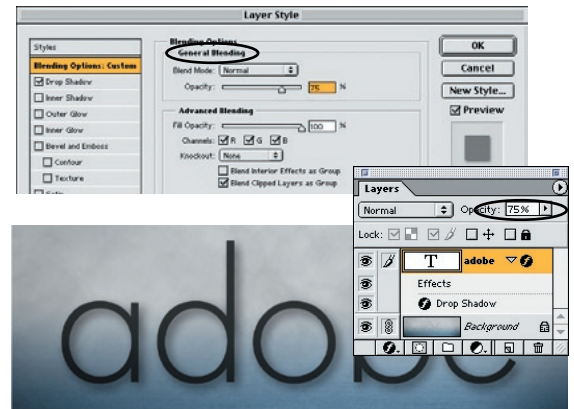 Layer Style
Styles
Blending Options: Custom
Drop Shadow
Inner Shadow
Outer Glow
Inner Glow
Bevel and Emboss
Contour
Texture
Satin
Blending Options
General Blending
Blend Mode: Normal
Opacity: 75 %
Advanced Blending
Fill Opacity: 100 %
Channels: R G B
Knockout: None
Blend Interior Effects as Group
Blend Clipped Layers as Group
OK
Cancel
New Style...
Preview
Layers
Normal Opacity: 75%
Lock:
T adobe
Effects
Drop Shadow
Background
adobe